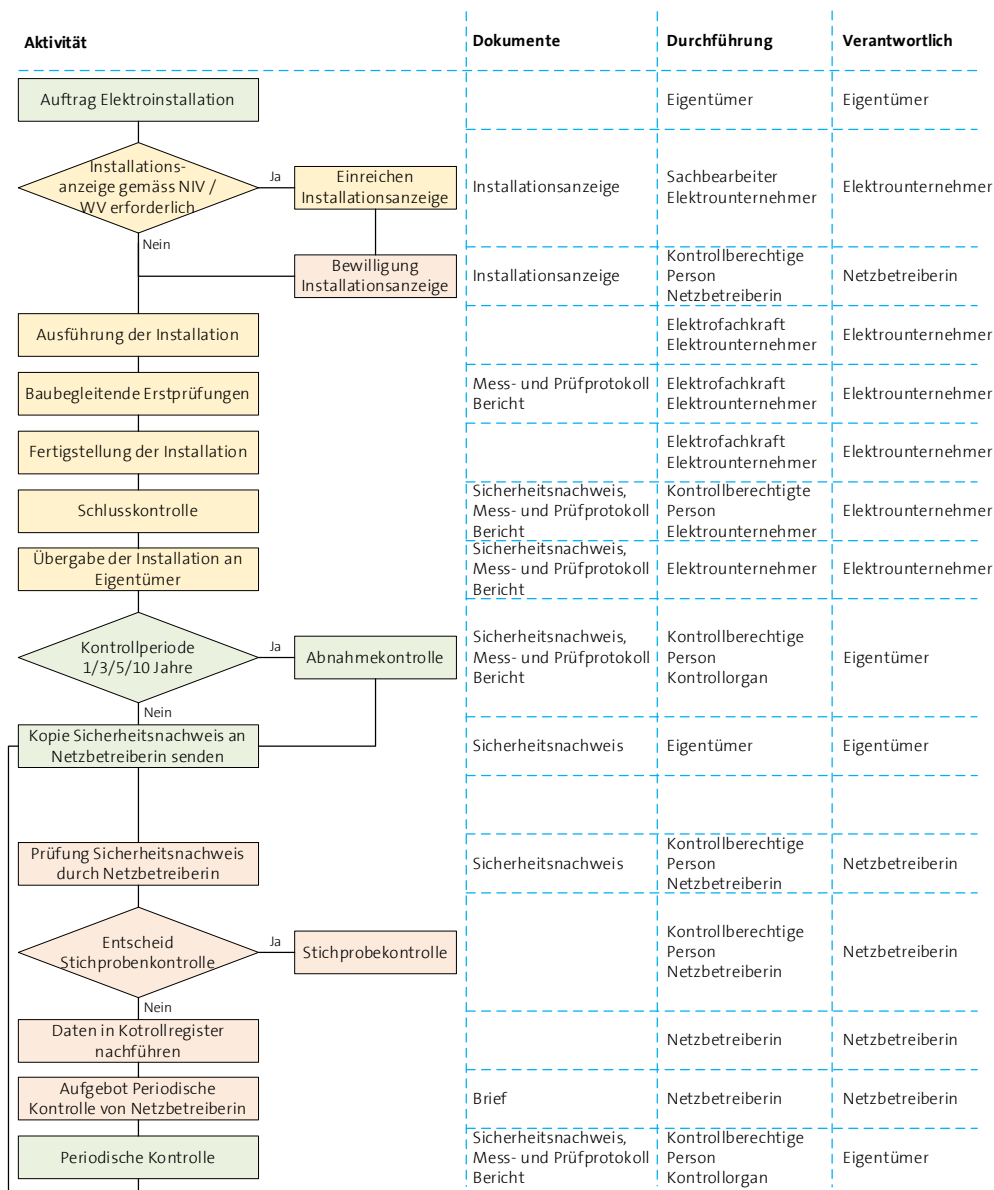 Aktivität
Dokumente
Durchführung
Verantwortlich
Auftrag Elektroinstallation
Eigentümer
Eigentümer
Installations-
anzeige gemäss NIV /
WV erforderlich
Ja
Einreichen
Installationsanzeige
Installationsanzeige
Sachbearbeiter
Elektrounternehmer
Elektrounternehmer
Nein
Bewilligung
Installationsanzeige
Installationsanzeige
Kontrollberechtige
Person
Netzbetreiberin
Netzbetreiberin
Ausführung der Installation
Elektrofachkraft
Elektrounternehmer
Elektrounternehmer
Baubegleitende Erstprüfungen
Mess- und Prüfprotokoll
Bericht
Elektrofachkraft
Elektrounternehmer
Elektrounternehmer
Fertigstellung der Installation
Elektrofachkraft
Elektrounternehmer
Elektrounternehmer
Schlusskontrolle
Sicherheitsnachweis,
Mess- und Prüfprotokoll
Bericht
Kontrollberechtigte
Person
Elektrounternehmer
Elektrounternehmer
Übergabe der Installation an
Eigentümer
Sicherheitsnachweis,
Mess- und Prüfprotokoll
Bericht
Elektrounternehmer
Elektrounternehmer
Kontrollperiode
1/3/5/10 Jahre
Ja
Abnahmekontrolle
Sicherheitsnachweis,
Mess- und Prüfprotokoll
Bericht
Kontrollberechtige
Person
Kontrollorgan
Eigentümer
Nein
Kopie Sicherheitsnachweis an
Netzbetreiberin senden
Sicherheitsnachweis
Eigentümer
Eigentümer
Prüfung Sicherheitsnachweis
durch Netzbetreiberin
Sicherheitsnachweis
Kontrollberechtige
Person
Netzbetreiberin
Netzbetreiberin
Entscheid
Stichprobenkontrolle
Ja
Stichprobekontrolle
Kontrollberechtige
Person
Netzbetreiberin
Netzbetreiberin
Nein
Daten in Kotrollregister
nachführen
Netzbetreiberin
Netzbetreiberin
Aufgebot Periodische
Kontrolle von Netzbetreiberin
Brief
Netzbetreiberin
Netzbetreiberin
Periodische Kontrolle
Sicherheitsnachweis,
Mess- und Prüfprotokoll
Bericht
Kontrollberechtige
Person
Kontrollorgan
Eigentümer